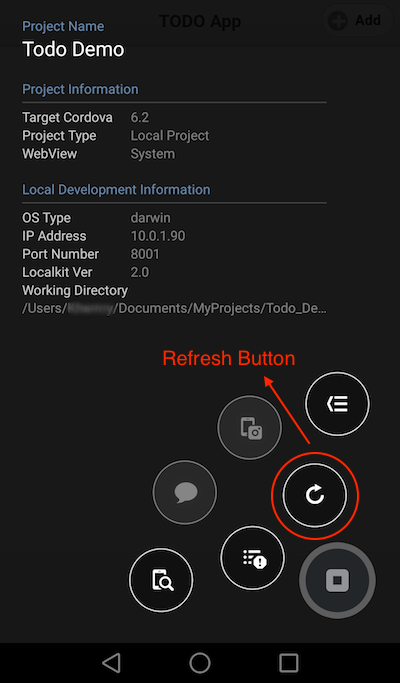 TODO App
Add
Project Name
Todo Demo
Project Information
Target Cordova 6.2
Project Type Local Project
WebView System
Local Development Information
OS Type darwin
IP Address 10.0.1.90
Port Number 8001
Localkit Ver 2.0
Working Directory
/Users/ /Documents/MyProjects/Todo_De...
Refresh Button